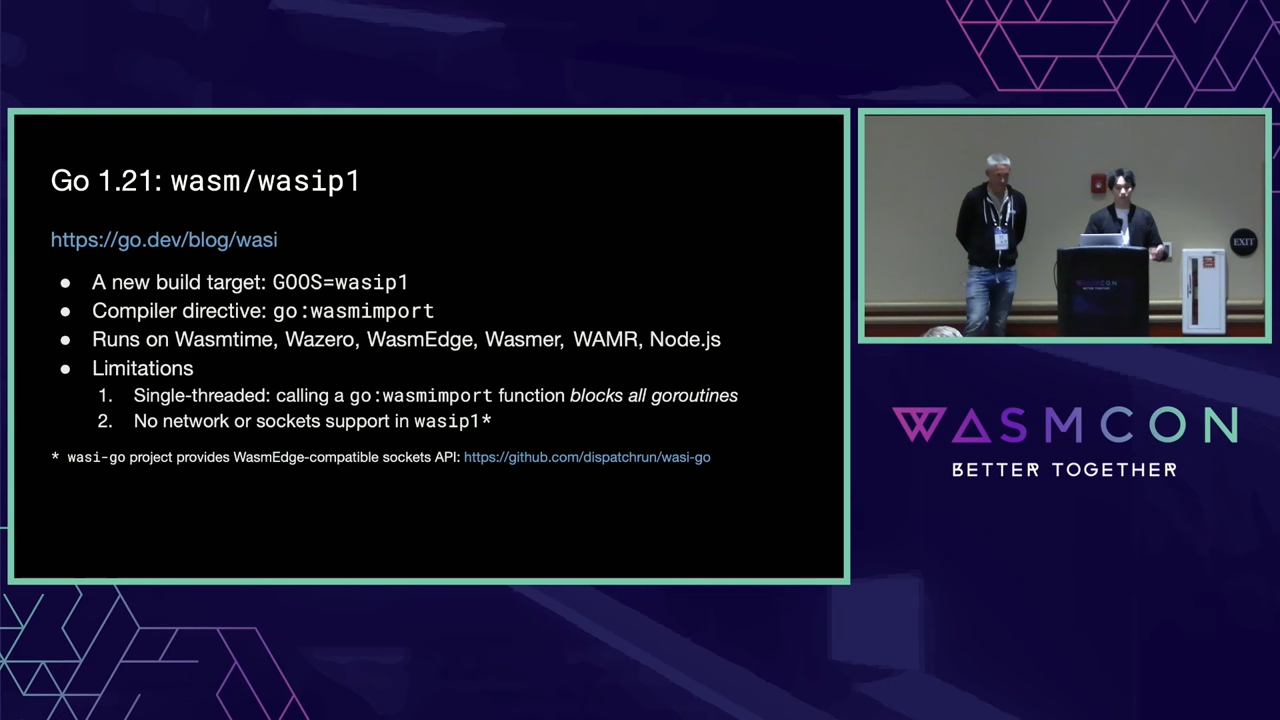 Go 1.21: wasm/wasip1
https://go.dev/blog/wasi
● A new build target: GOOS=wasip1
● Compiler directive: go:wasmimport
● Runs on Wasmtime, Wazero, WasmEdge, Wasmer, WAMR, Node.js
● Limitations
1. Single-threaded: calling a go:wasmimport function blocks all goroutines
2. No network or sockets support in wasip1*
* wasi-go project provides WasmEdge-compatible sockets API: https://github.com/dispatchrun/wasi-go
EXIT
WASMCON
WASMCON
BETTER TOGETHER